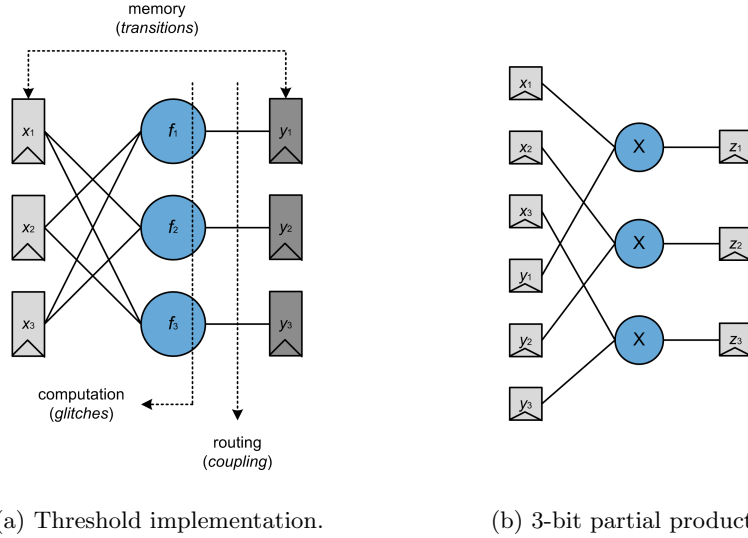 memory
(transitions)
x1
f1
y1
x2
f2
y2
x3
f3
y3
computation
(glitches)
routing
(coupling)
a) Threshold implementation.
x1
x2
x3
y1
y2
y3
X
X
X
z1
z2
z3
(b) 3-bit partial product